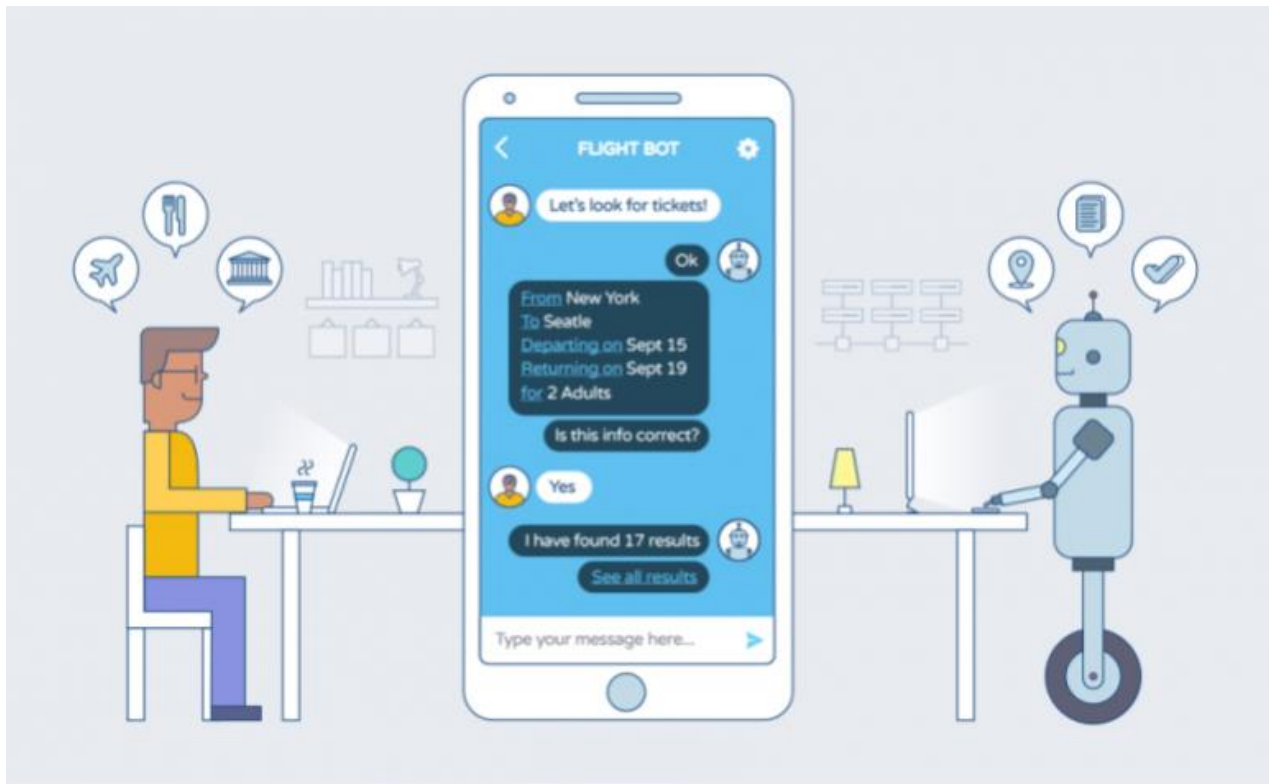 FLIGHT BOT
Let's look for tickets!
Ok
From New York
To Seatle
Departing on Sept 15
Returning on Sept 19
for 2 Adults
Is this info correct?
Yes
I have found 17 results
See all results
Type your message here...